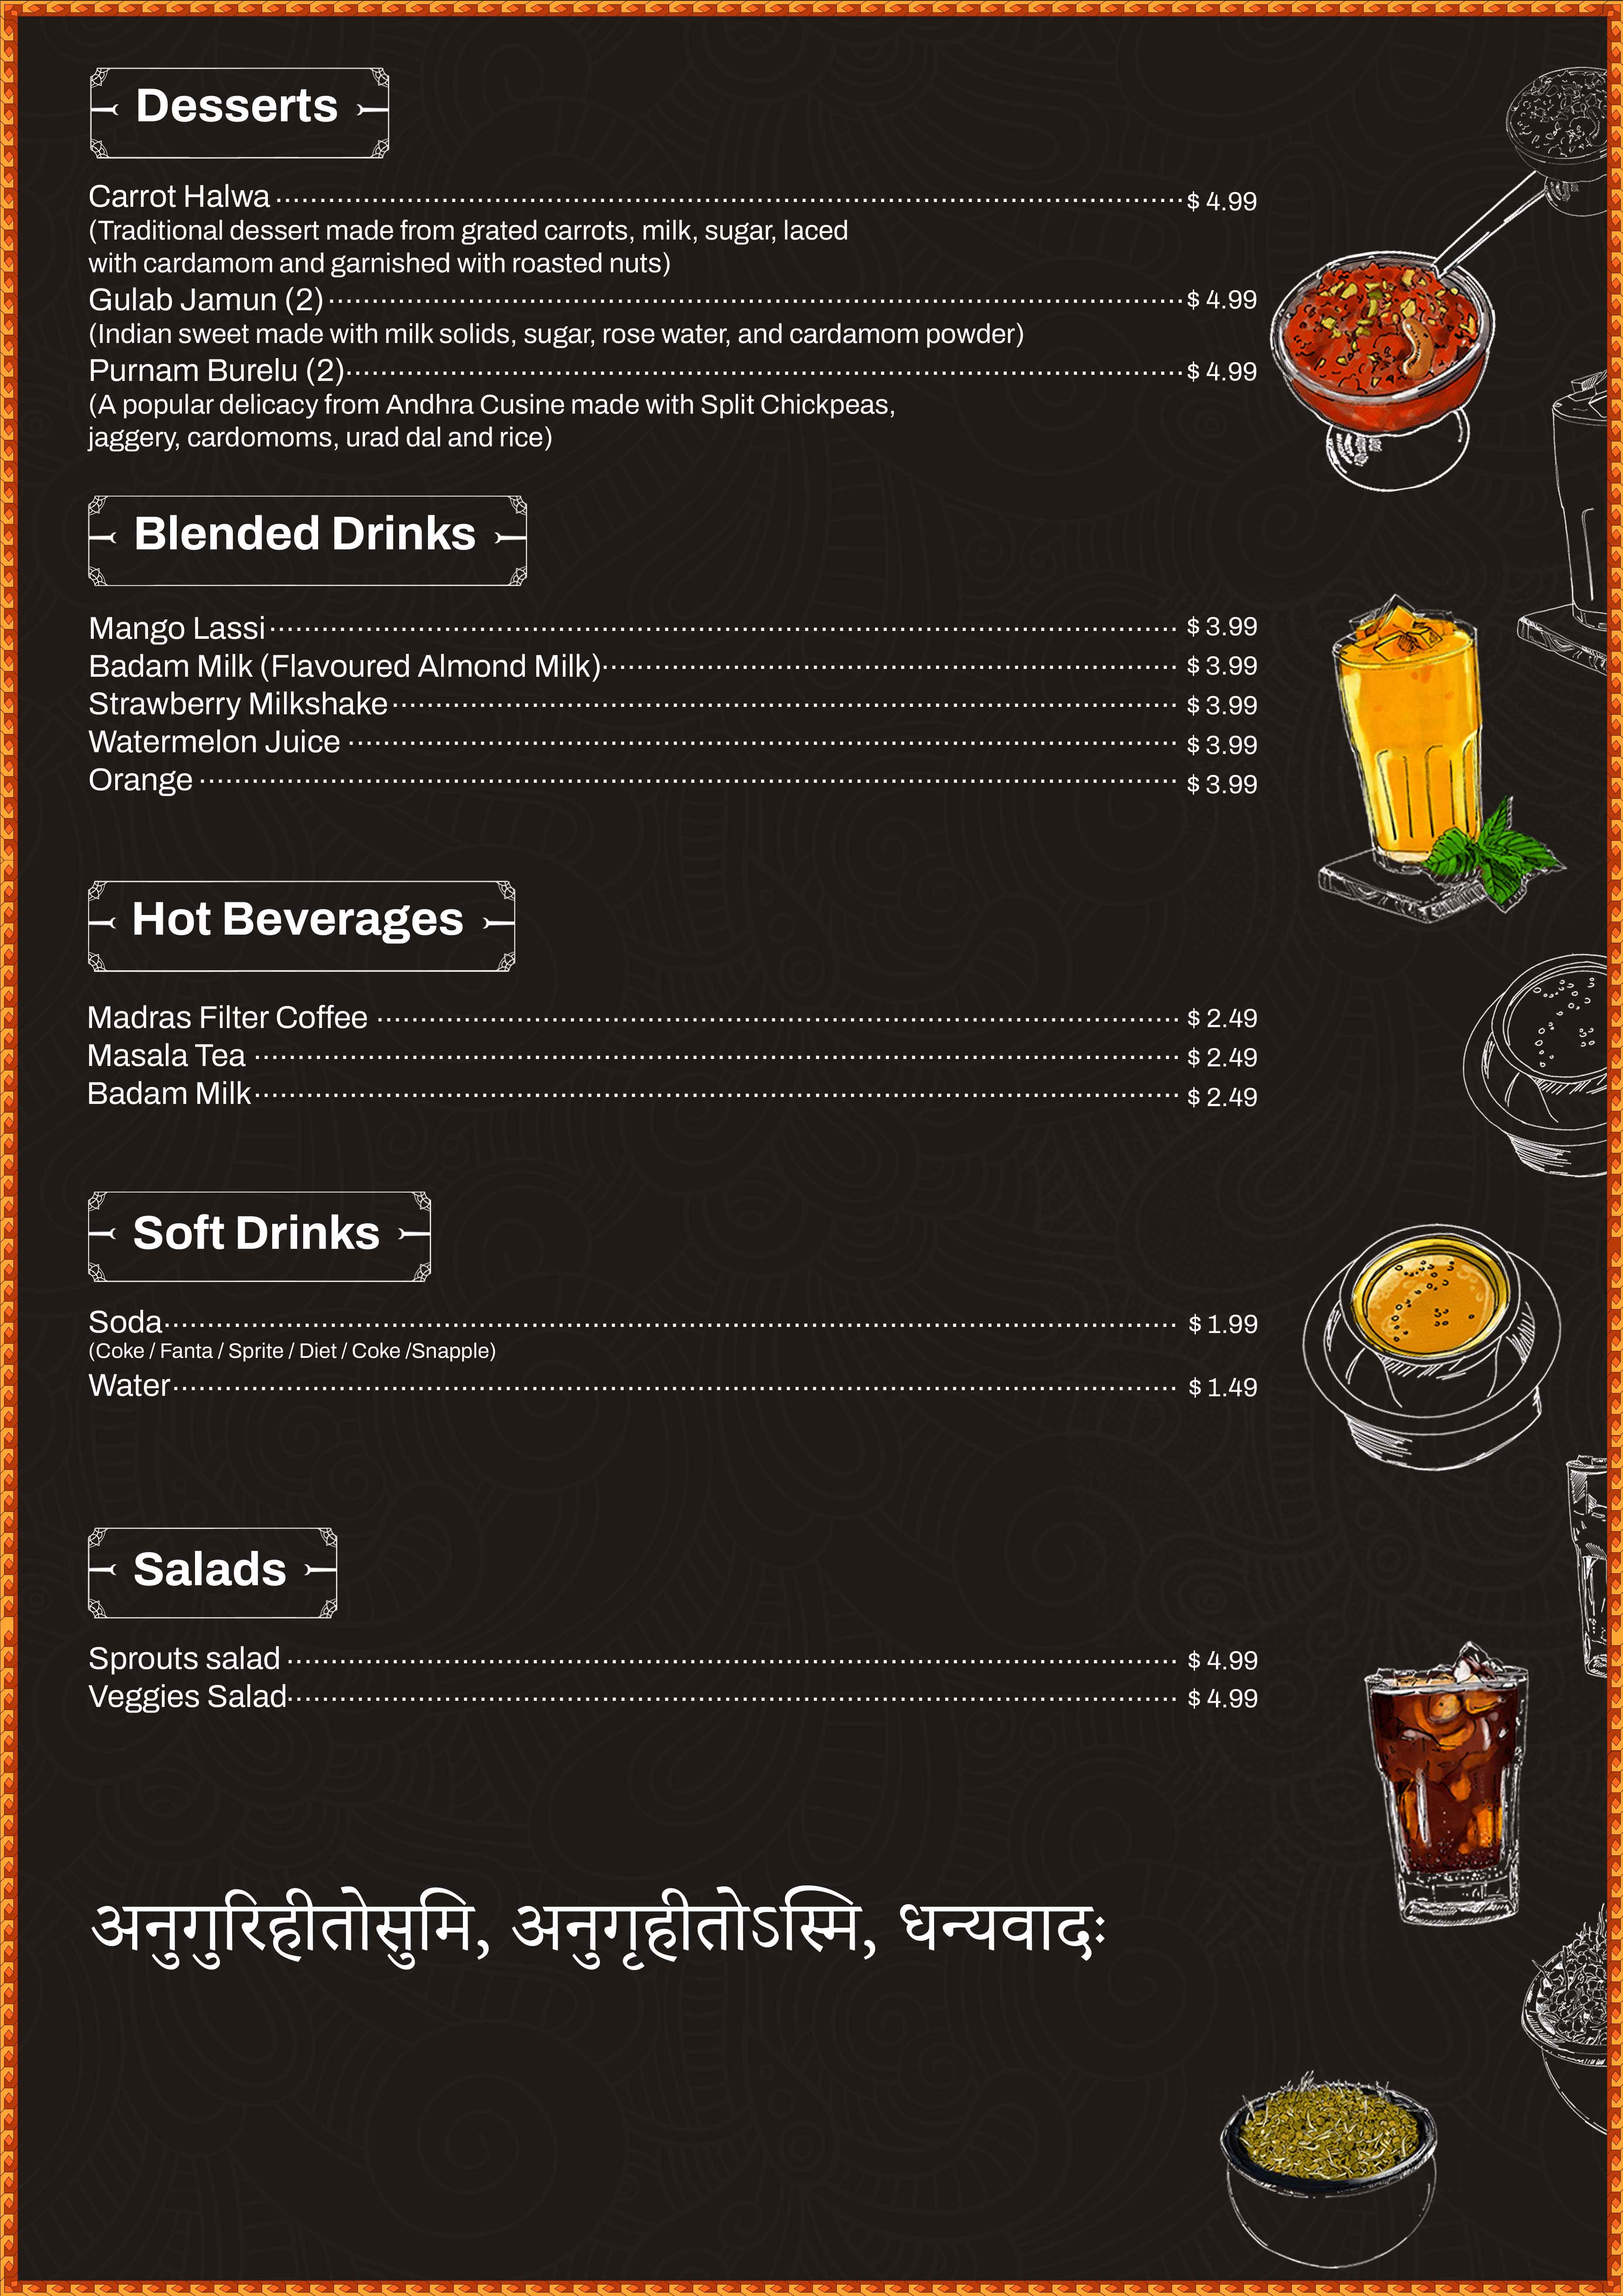 Desserts
Carrot Halwa $ 4.99
(Traditional dessert made from grated carrots, milk, sugar, laced
with cardamom and garnished with roasted nuts)
Gulab Jamun (2) $ 4.99
(Indian sweet made with milk solids, sugar, rose water, and cardamom powder)
Purnam Burelu (2) $ 4.99
(A popular delicacy from Andhra Cusine made with Split Chickpeas,
jaggery, cardomoms, urad dal and rice)
Blended Drinks
Mango Lassi $ 3.99
Badam Milk (Flavoured Almond Milk) $ 3.99
Strawberry Milkshake $ 3.99
Watermelon Juice $ 3.99
Orange $ 3.99
Hot Beverages
Madras Filter Coffee $ 2.49
Masala Tea $ 2.49
Badam Milk $ 2.49
Soft Drinks
Soda $ 1.99
(Coke / Fanta / Sprite / Diet / Coke /Snapple)
Water $ 1.49
Salads
Sprouts salad $ 4.99
Veggies Salad $ 4.99
अनुगुरिहीतोसुमि, अनुगृहीतोऽस्मि, धन्यवादः